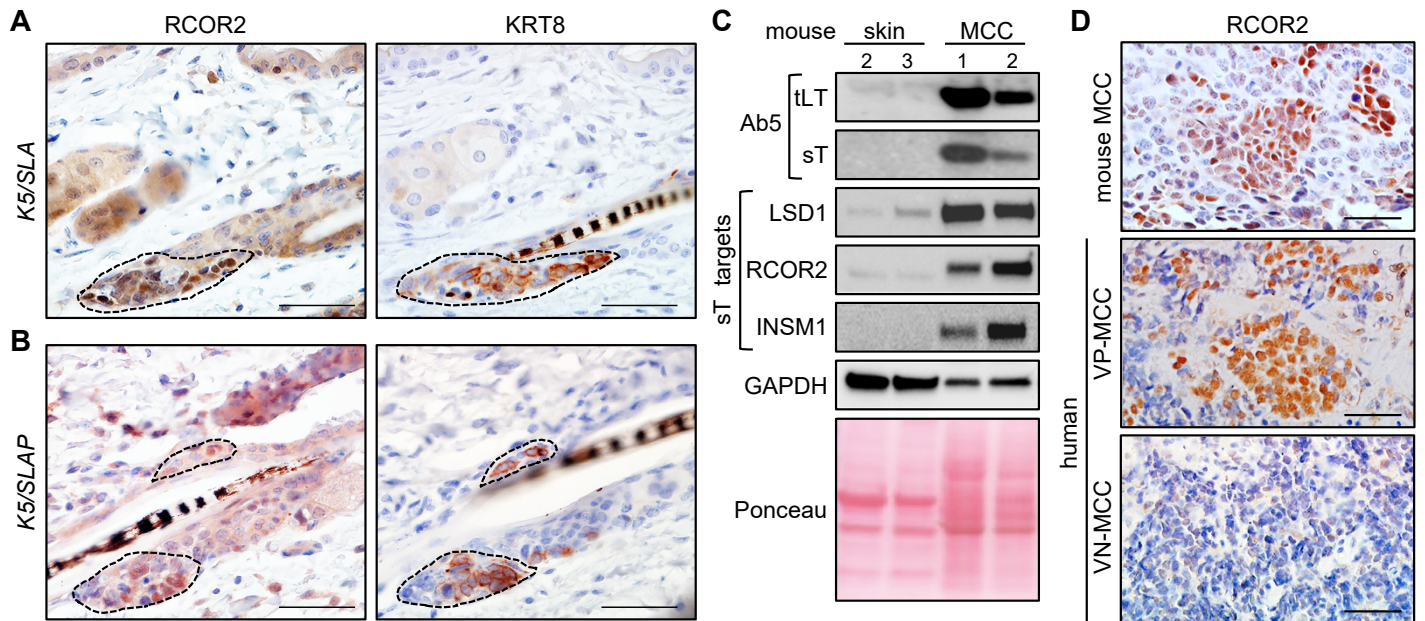 A
RCOR2
KRT8
K5/SLA
B
K5/SLAP
C
mouse
skin
MCC
2 3 1 2
Ab5
tLT
sT
sT targets
LSD1
RCOR2
INSM1
GAPDH
Ponceau
D
RCOR2
mouse MCC
human
VP-MCC
VN-MCC